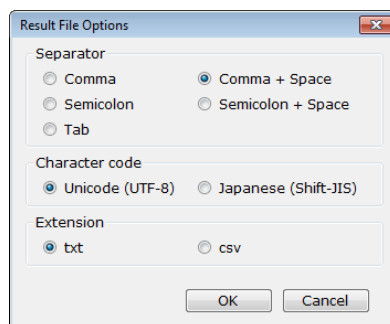 Result File Options
Separator
Comma
Comma + Space
Semicolon
Semicolon + Space
Tab
Character code
Unicode (UTF-8)
Japanese (Shift-JIS)
Extension
txt
csv
OK
Cancel